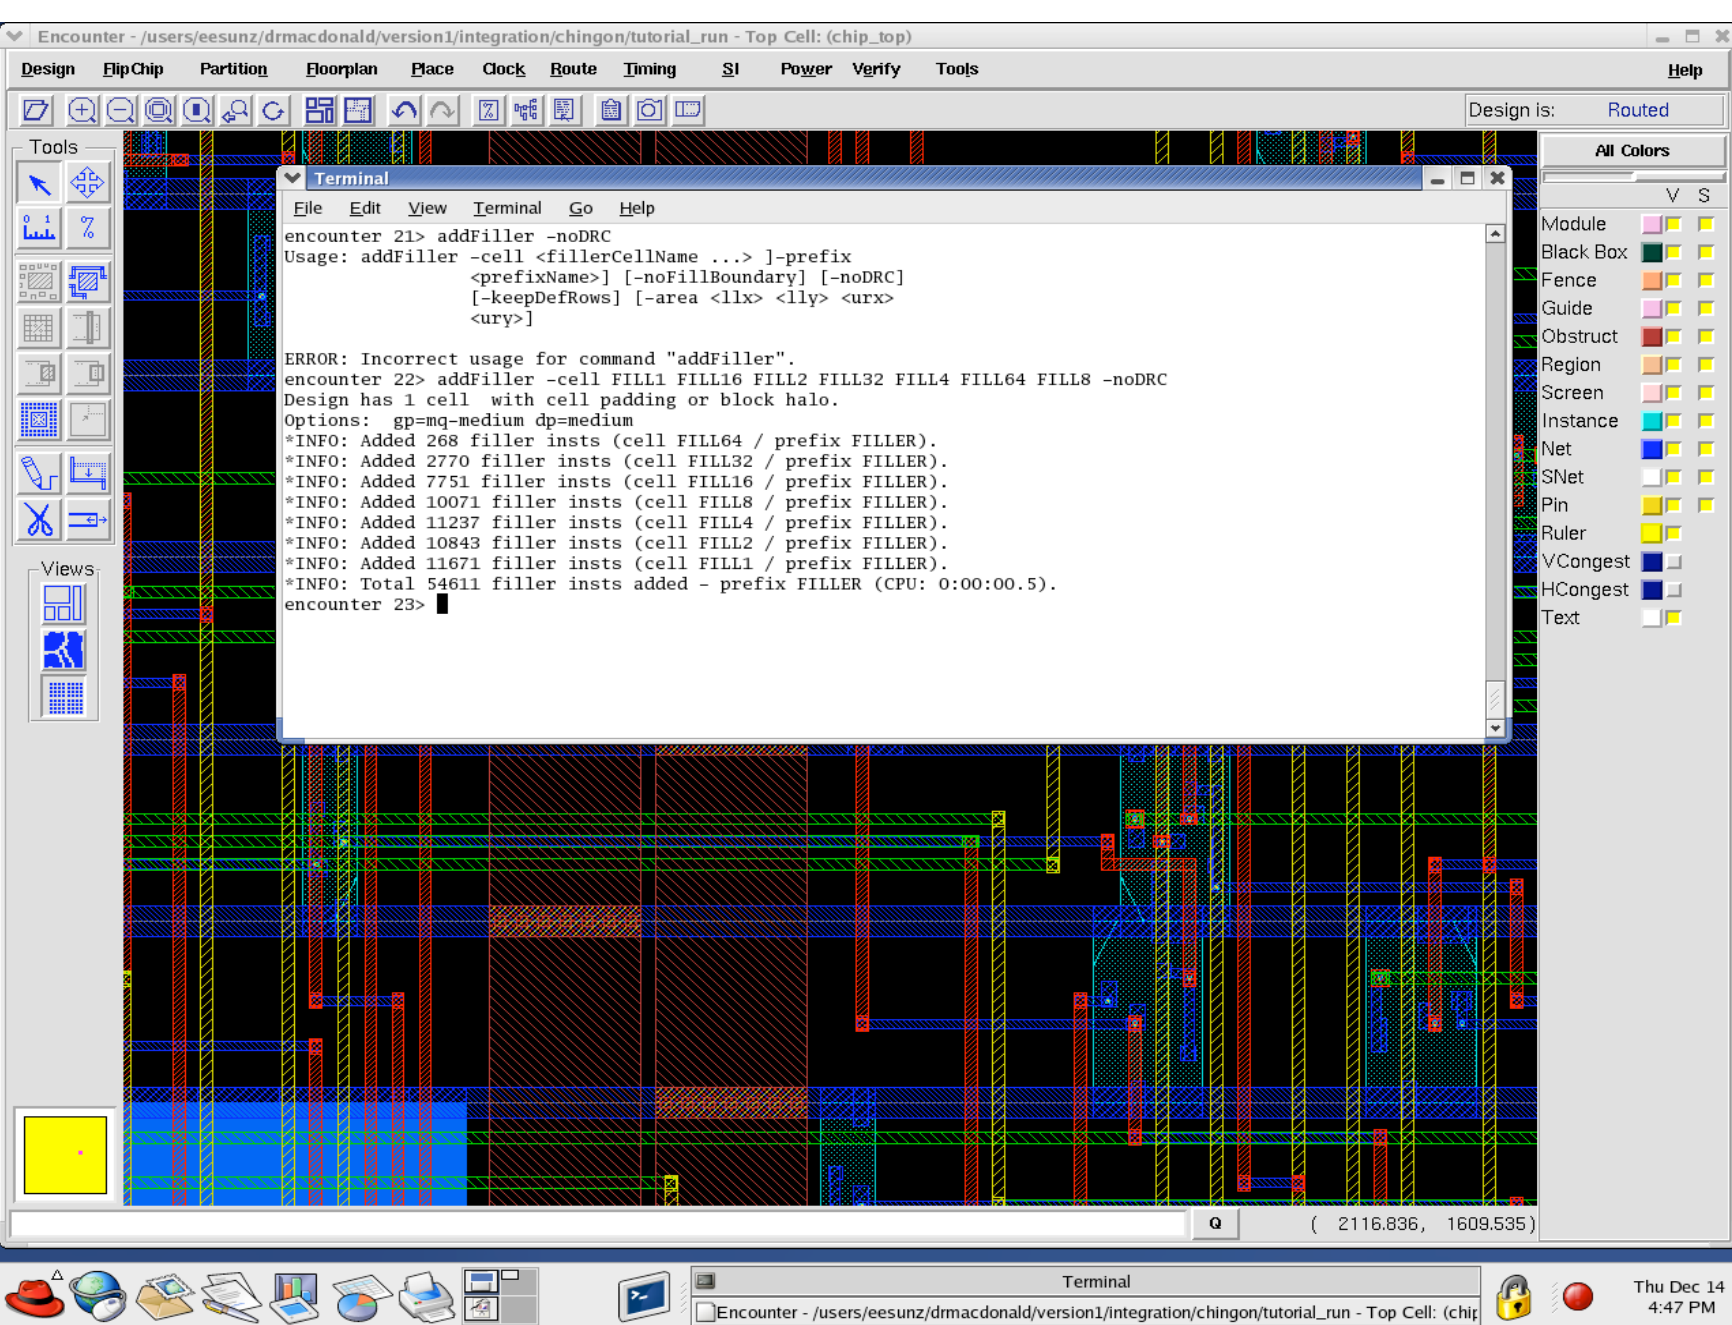 Encounter - /users/eesunz/drmacdonald/version1/integration/chingon/tutorial_run - Top Cell: (chip_top)
Design FlipChip Partition Floorplan Place Clock Route Timing SI Power Verify Tools Help
Design is: Routed
Tools
All Colors
V S
Module
Black Box
Fence
Guide
Obstruct
Region
Screen
Instance
Net
SNet
Pin
Ruler
VCongest
HCongest
Text
Views
Terminal
File Edit View Terminal Go Help
encounter 21> addFiller -noDRC
Usage: addFiller -cell <fillerCellName ...> ]-prefix
<prefixName>] [-noFillBoundary] [-noDRC]
[-keepDefRows] [-area <llx> <lly> <urx>
<ury>]
ERROR: Incorrect usage for command "addFiller".
encounter 22> addFiller -cell FILL1 FILL16 FILL2 FILL32 FILL4 FILL64 FILL8 -noDRC
Design has 1 cell  with cell padding or block halo.
Options:  gp=mq-medium dp=medium
*INFO: Added 268 filler insts (cell FILL64 / prefix FILLER).
*INFO: Added 2770 filler insts (cell FILL32 / prefix FILLER).
*INFO: Added 7751 filler insts (cell FILL16 / prefix FILLER).
*INFO: Added 10071 filler insts (cell FILL8 / prefix FILLER).
*INFO: Added 11237 filler insts (cell FILL4 / prefix FILLER).
*INFO: Added 10843 filler insts (cell FILL2 / prefix FILLER).
*INFO: Added 11671 filler insts (cell FILL1 / prefix FILLER).
*INFO: Total 54611 filler insts added - prefix FILLER (CPU: 0:00:00.5).
encounter 23>
Q
( 2116.836, 1609.535)
Terminal
Encounter - /users/eesunz/drmacdonald/version1/integration/chingon/tutorial_run - Top Cell: (chip
Thu Dec 14
4:47 PM